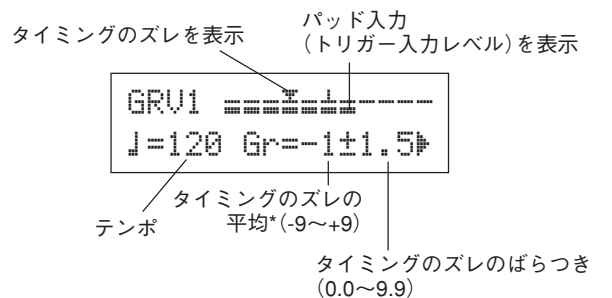 タイミングのズレを表示
パッド入力
(トリガー入力レベル)を表示
GRV1
♩=120 Gr=-1±1.5
テンポ
タイミングのズレの
平均*(-9〜+9)
タイミングのズレのばらつき
(0.0〜9.9)